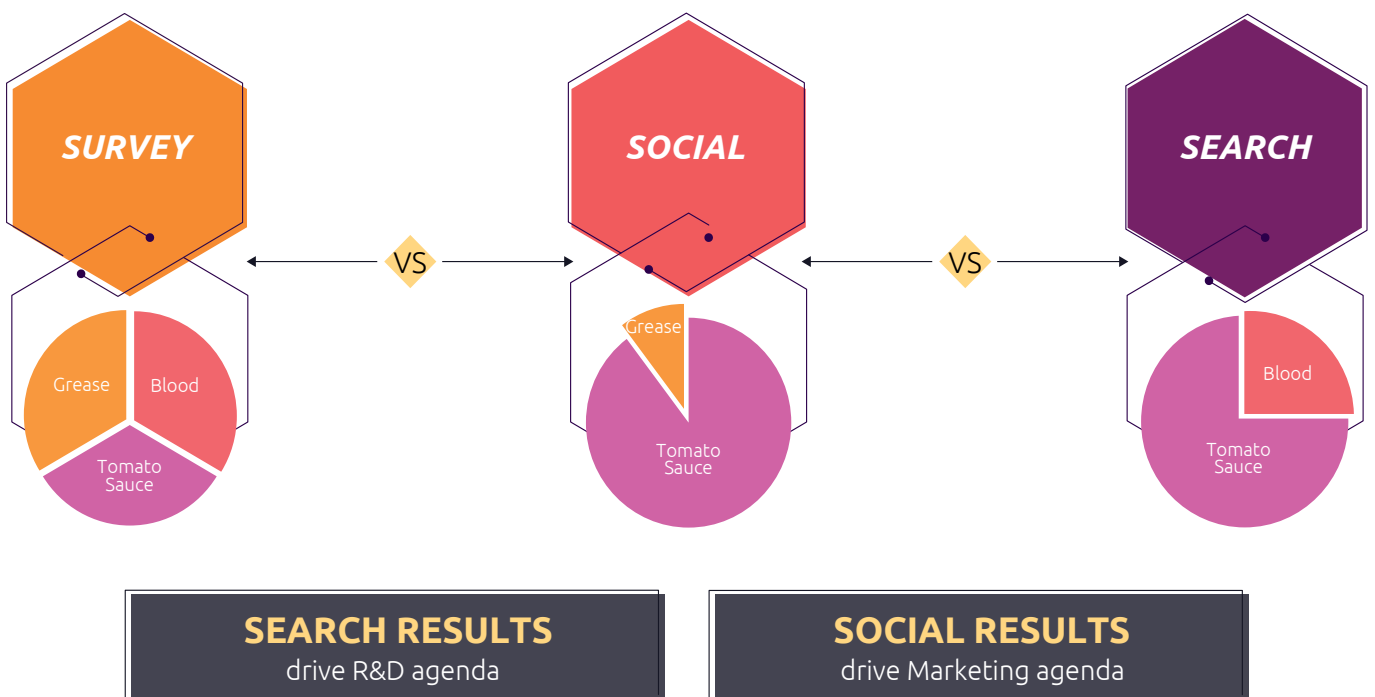 SURVEY
SOCIAL
SEARCH
VS
VS
Grease
Blood
Tomato
Sauce
Grease
Tomato
Sauce
Blood
Tomato
Sauce
SEARCH RESULTS
drive R&D agenda
SOCIAL RESULTS
drive Marketing agenda